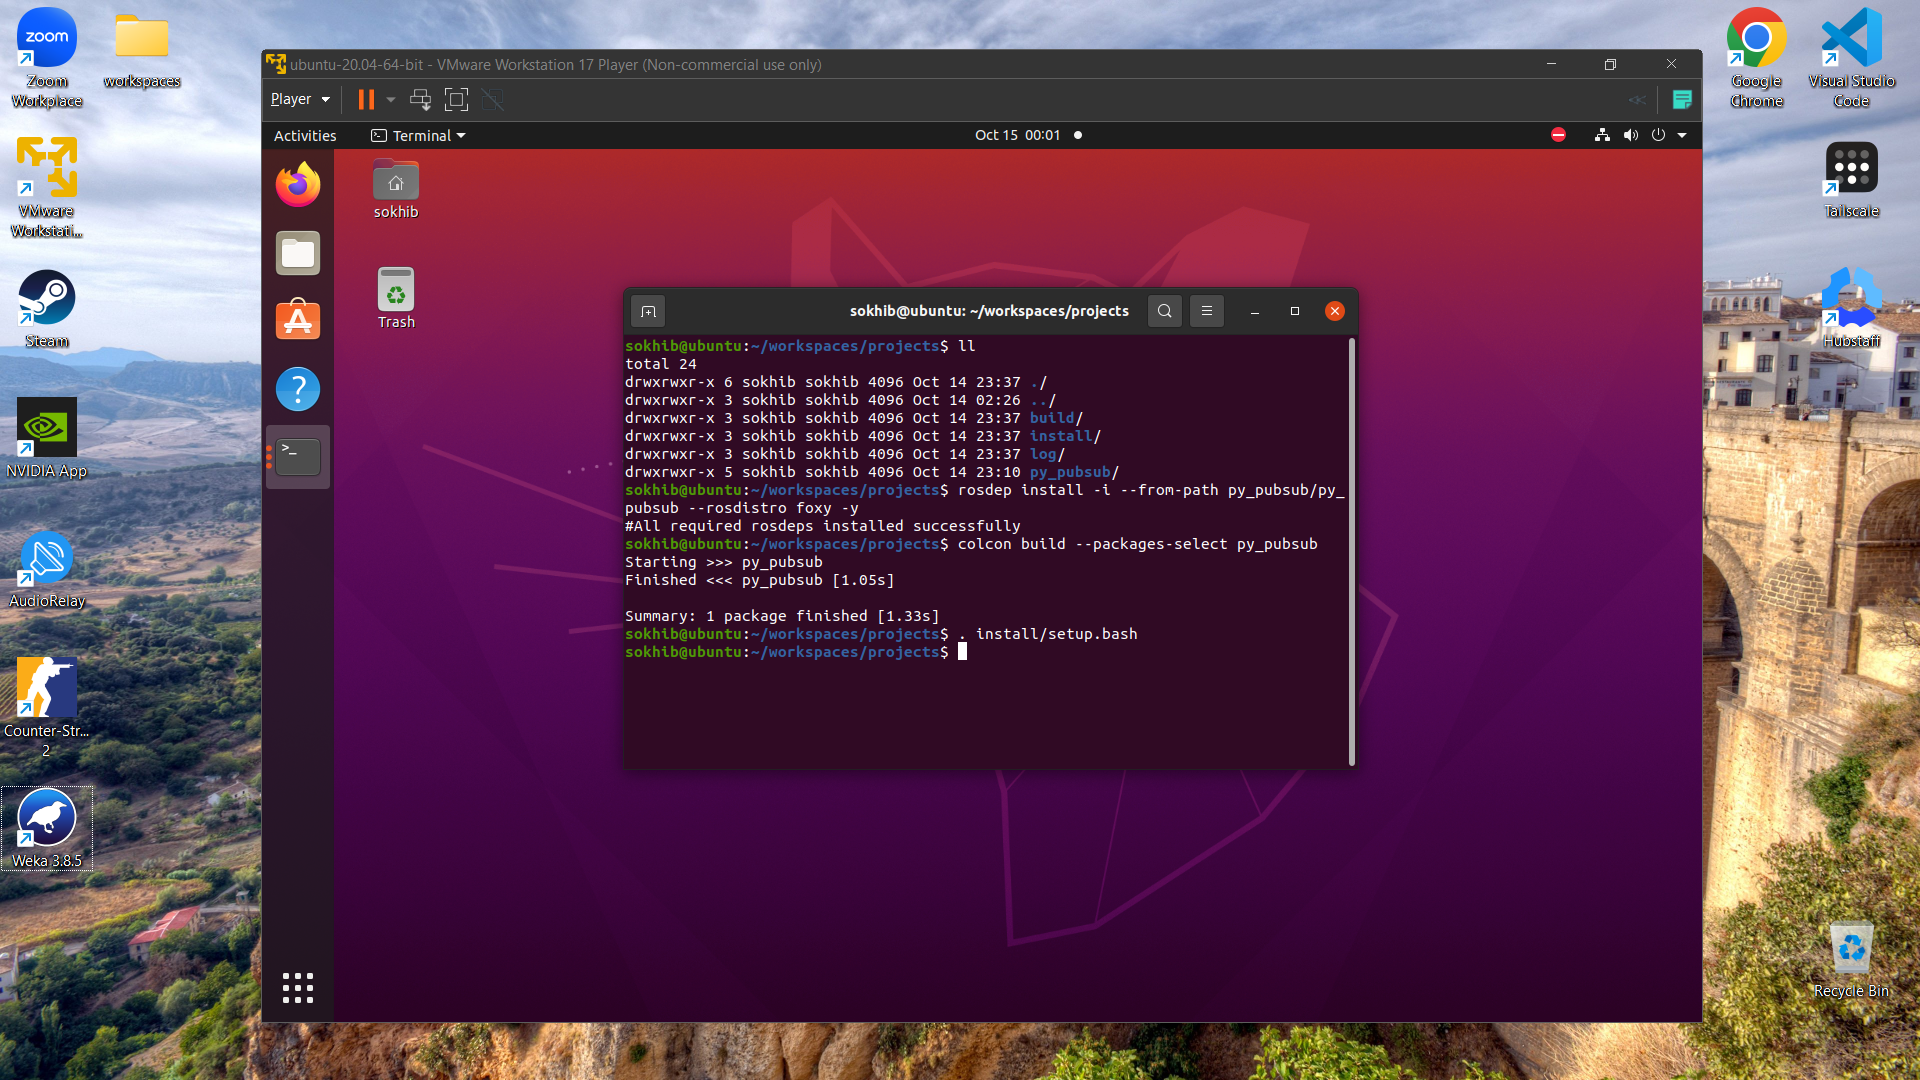 zoom
Zoom
Workplace
workspaces
VMware
Workstati...
Steam
NVIDIA App
AudioRelay
Counter-Str...
2
Weka 3.8.5
ubuntu-20.04-64-bit - VMware Workstation 17 Player (Non-commercial use only)
Player
Activities
Terminal
Oct 15 00:01
sokhib
Trash
sokhib@ubuntu: ~/workspaces/projects
sokhib@ubuntu:~/workspaces/projects$ ll
total 24
drwxrwxr-x 6 sokhib sokhib 4096 Oct 14 23:37 ./
drwxrwxr-x 3 sokhib sokhib 4096 Oct 14 02:26 ../
drwxrwxr-x 3 sokhib sokhib 4096 Oct 14 23:37 build/
drwxrwxr-x 3 sokhib sokhib 4096 Oct 14 23:37 install/
drwxrwxr-x 3 sokhib sokhib 4096 Oct 14 23:37 log/
drwxrwxr-x 5 sokhib sokhib 4096 Oct 14 23:10 py_pubsub/
sokhib@ubuntu:~/workspaces/projects$ rosdep install -i --from-path py_pubsub/py_
pubsub --rosdistro foxy -y
#All required rosdeps installed successfully
sokhib@ubuntu:~/workspaces/projects$ colcon build --packages-select py_pubsub
Starting >>> py_pubsub
Finished <<< py_pubsub [1.05s]
Summary: 1 package finished [1.33s]
sokhib@ubuntu:~/workspaces/projects$ . install/setup.bash
sokhib@ubuntu:~/workspaces/projects$
Google
Chrome
Visual Studio
Code
Tailscale
Hubstaff
Recycle Bin